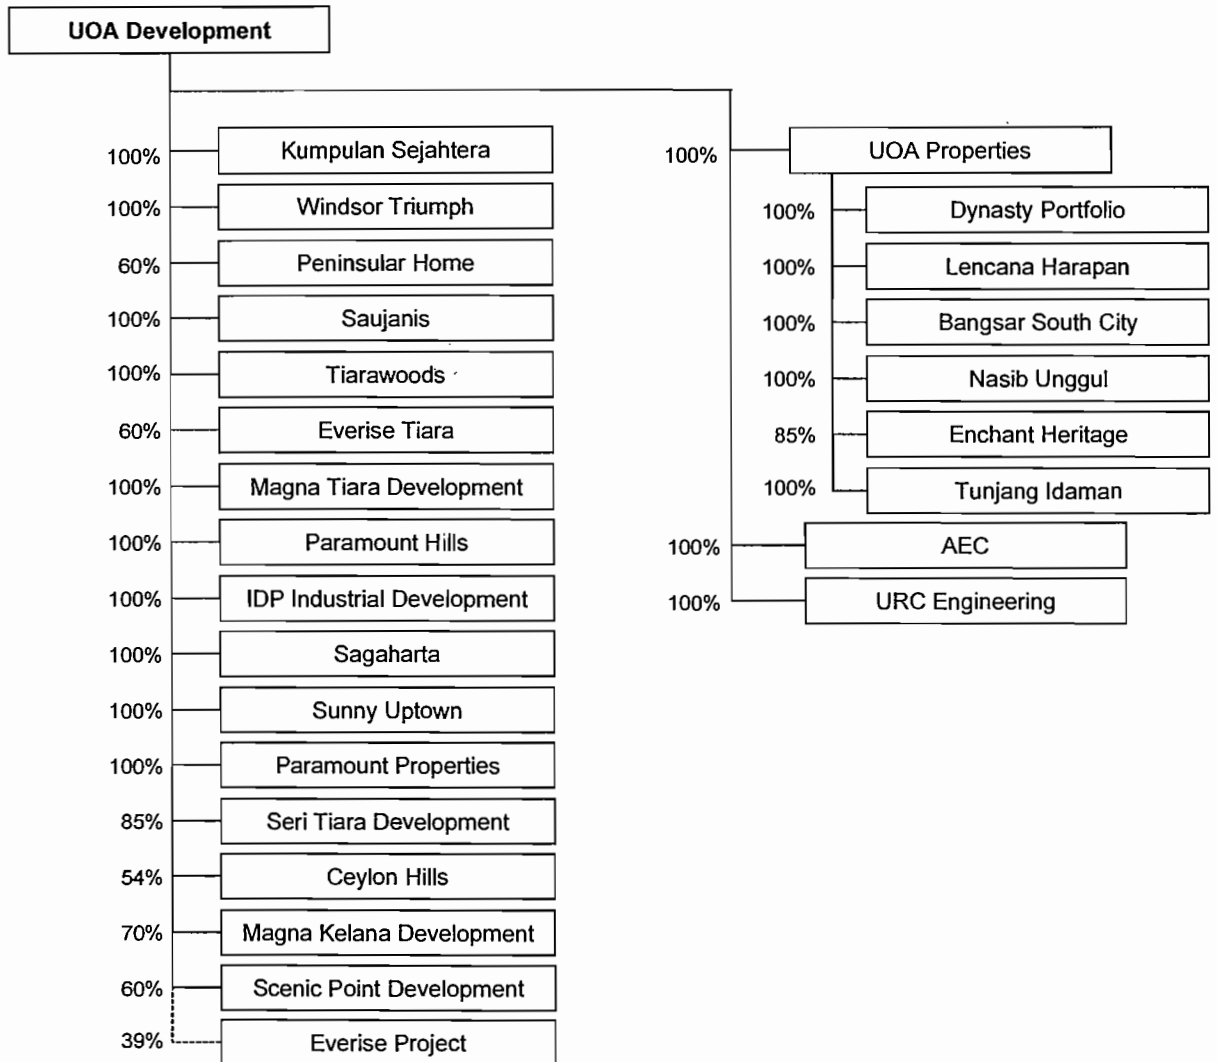 UOA Development
100% Kumpulan Sejahtera
100% Windsor Triumph
60% Peninsular Home
100% Saujanis
100% Tiarawoods
60% Everise Tiara
100% Magna Tiara Development
100% Paramount Hills
100% IDP Industrial Development
100% Sagaharta
100% Sunny Uptown
100% Paramount Properties
85% Seri Tiara Development
54% Ceylon Hills
70% Magna Kelana Development
60% Scenic Point Development
39% Everise Project
100% UOA Properties
100% Dynasty Portfolio
100% Lencana Harapan
100% Bangsar South City
100% Nasib Unggul
85% Enchant Heritage
100% Tunjang Idaman
100% AEC
100% URC Engineering